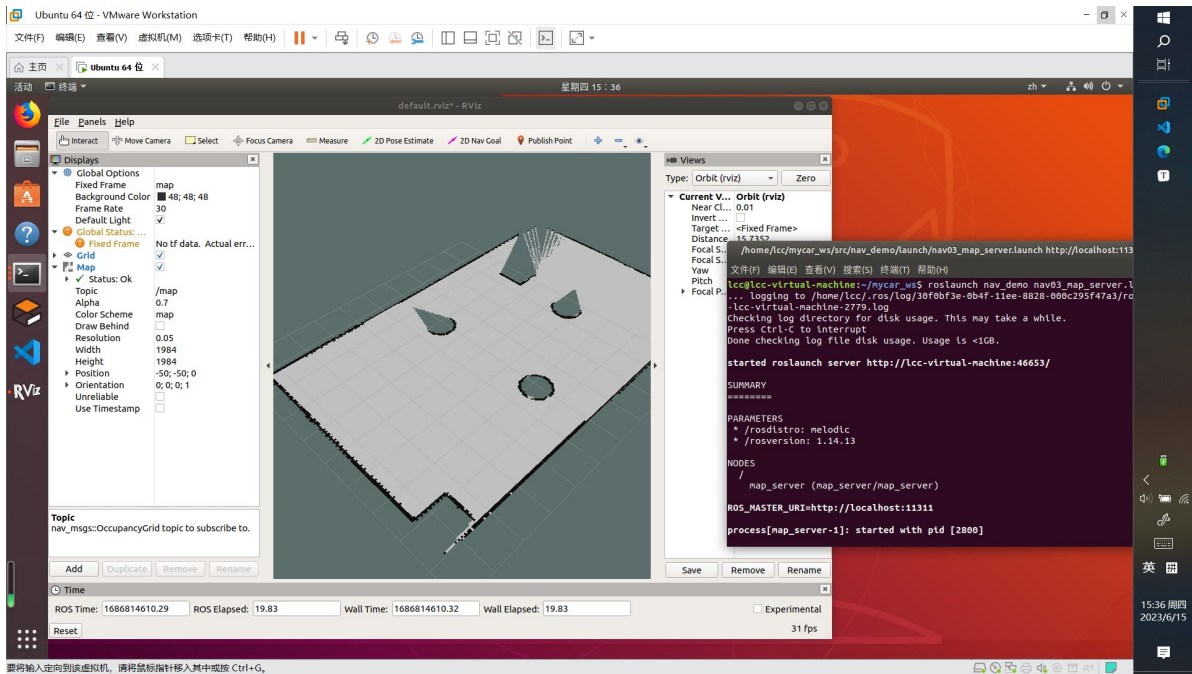 Ubuntu 64 位 - VMware Workstation
文件(F) 编辑(E) 查看(V) 虚拟机(M) 选项卡(T) 帮助(H)
主页 Ubuntu 64 位
活动 终端 星期四 15：36 zh
default.rviz* - RViz
File Panels Help
Interact Move Camera Select Focus Camera Measure 2D Pose Estimate 2D Nav Goal Publish Point
Displays
Global Options
Fixed Frame map
Background Color 48; 48; 48
Frame Rate 30
Default Light
Global Status: ...
Fixed Frame No tf data. Actual err...
Grid
Map
Status: Ok
Topic /map
Alpha 0.7
Color Scheme map
Draw Behind
Resolution 0.05
Width 1984
Height 1984
Position -50; -50; 0
Orientation 0; 0; 0; 1
Unreliable
Use Timestamp
Topic
nav_msgs::OccupancyGrid topic to subscribe to.
Add Duplicate Remove Rename
Views
Type: Orbit (rviz) Zero
Current V... Orbit (rviz)
Near Cl... 0.01
Invert ...
Target ... <Fixed Frame>
Distance 15.7352
Focal S...
Focal S...
Yaw
Pitch
Focal P...
Save Remove Rename
/home/lcc/mycar_ws/src/nav_demo/launch/nav03_map_server.launch http://localhost:113
文件(F) 编辑(E) 查看(V) 搜索(S) 终端(T) 帮助(H)
lcc@lcc-virtual-machine:~/mycar_ws$ roslaunch nav_demo nav03_map_server.l
... logging to /home/lcc/.ros/log/30f0bf3e-0b4f-11ee-8828-000c295f47a3/ro
-lcc-virtual-machine-2779.log
Checking log directory for disk usage. This may take a while.
Press Ctrl-C to interrupt
Done checking log file disk usage. Usage is <1GB.
started roslaunch server http://lcc-virtual-machine:46653/
SUMMARY
========
PARAMETERS
* /rosdistro: melodic
* /rosversion: 1.14.13
NODES
/
map_server (map_server/map_server)
ROS_MASTER_URI=http://localhost:11311
process[map_server-1]: started with pid [2800]
Time
ROS Time: 1686814610.29 ROS Elapsed: 19.83 Wall Time: 1686814610.32 Wall Elapsed: 19.83 Experimental
Reset 31 fps
RViz
要将输入定向到该虚拟机，请将鼠标指针移入其中或按 Ctrl+G。
英
15:36 周四
2023/6/15